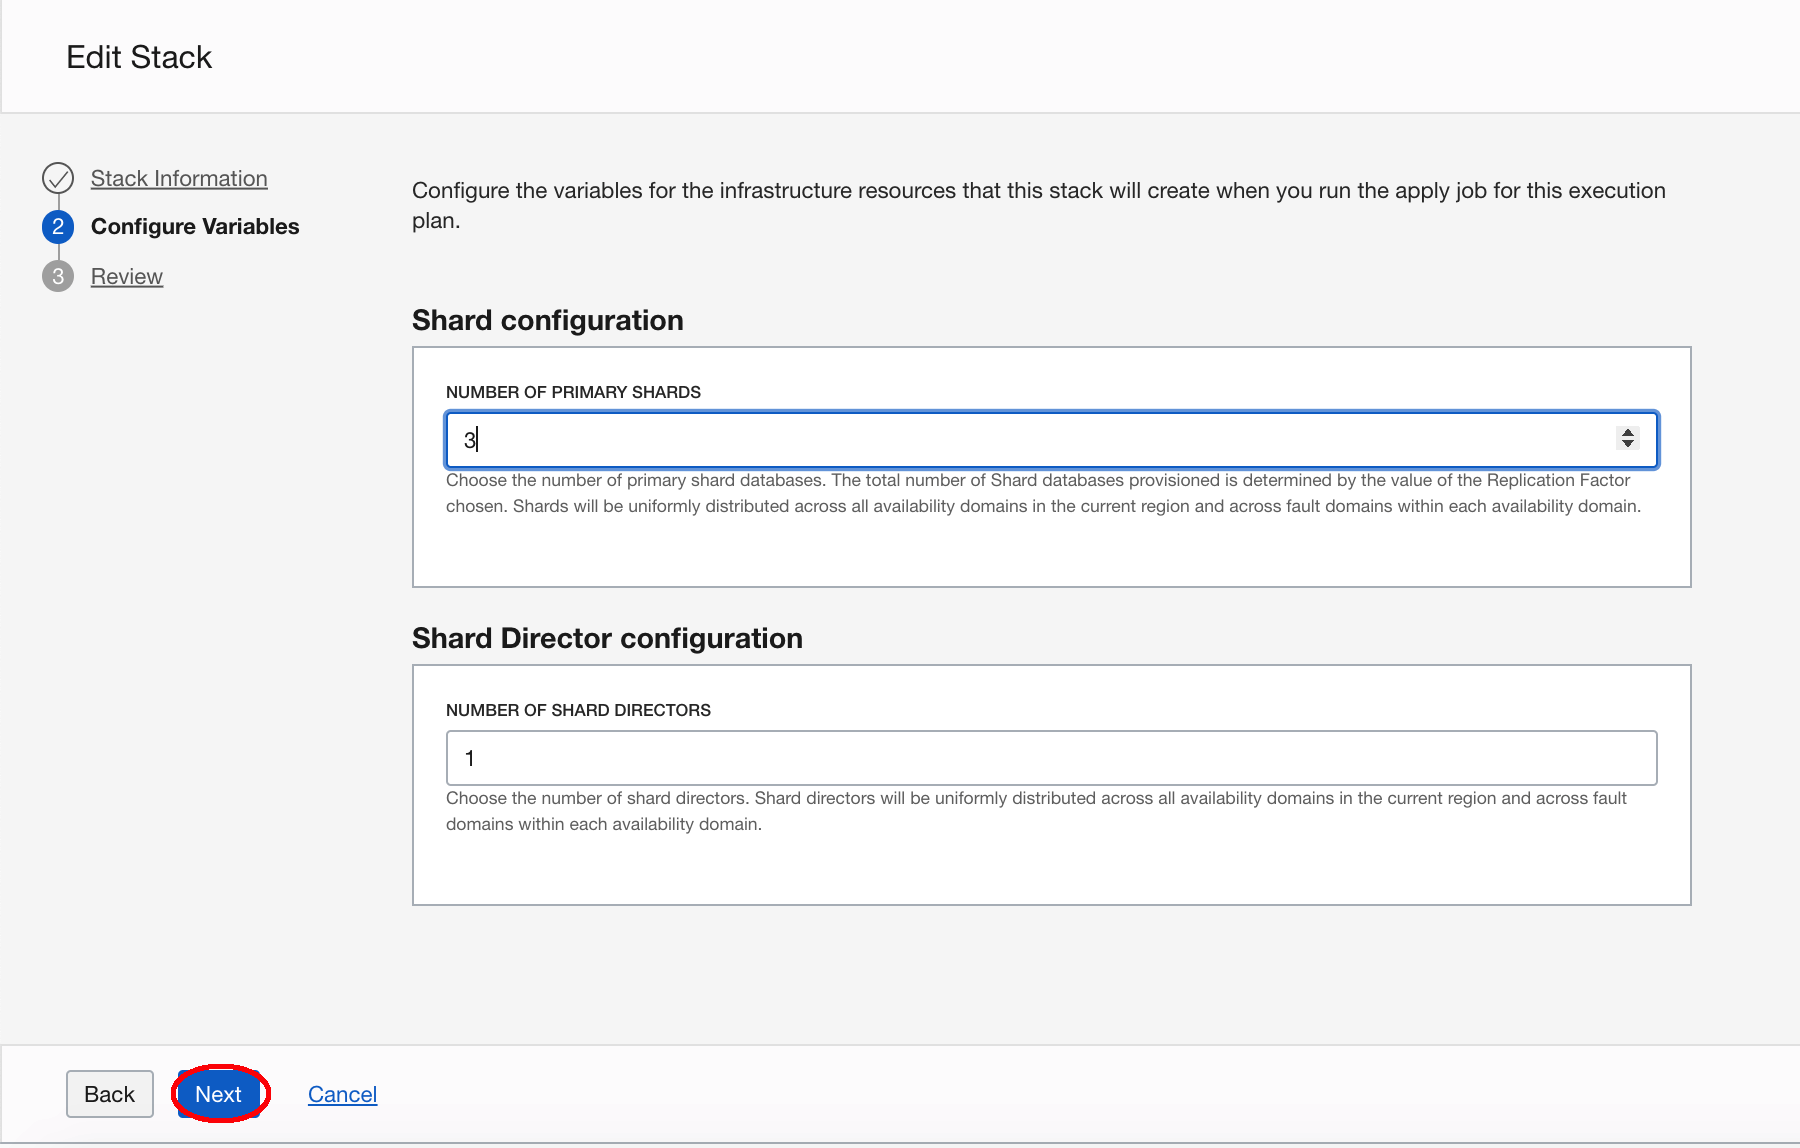 Edit Stack
Stack Information
2 Configure Variables
3 Review
Configure the variables for the infrastructure resources that this stack will create when you run the apply job for this execution
plan.
Shard configuration
NUMBER OF PRIMARY SHARDS
3
Choose the number of primary shard databases. The total number of Shard databases provisioned is determined by the value of the Replication Factor
chosen. Shards will be uniformly distributed across all availability domains in the current region and across fault domains within each availability domain.
Shard Director configuration
NUMBER OF SHARD DIRECTORS
1
Choose the number of shard directors. Shard directors will be uniformly distributed across all availability domains in the current region and across fault
domains within each availability domain.
Back Next Cancel